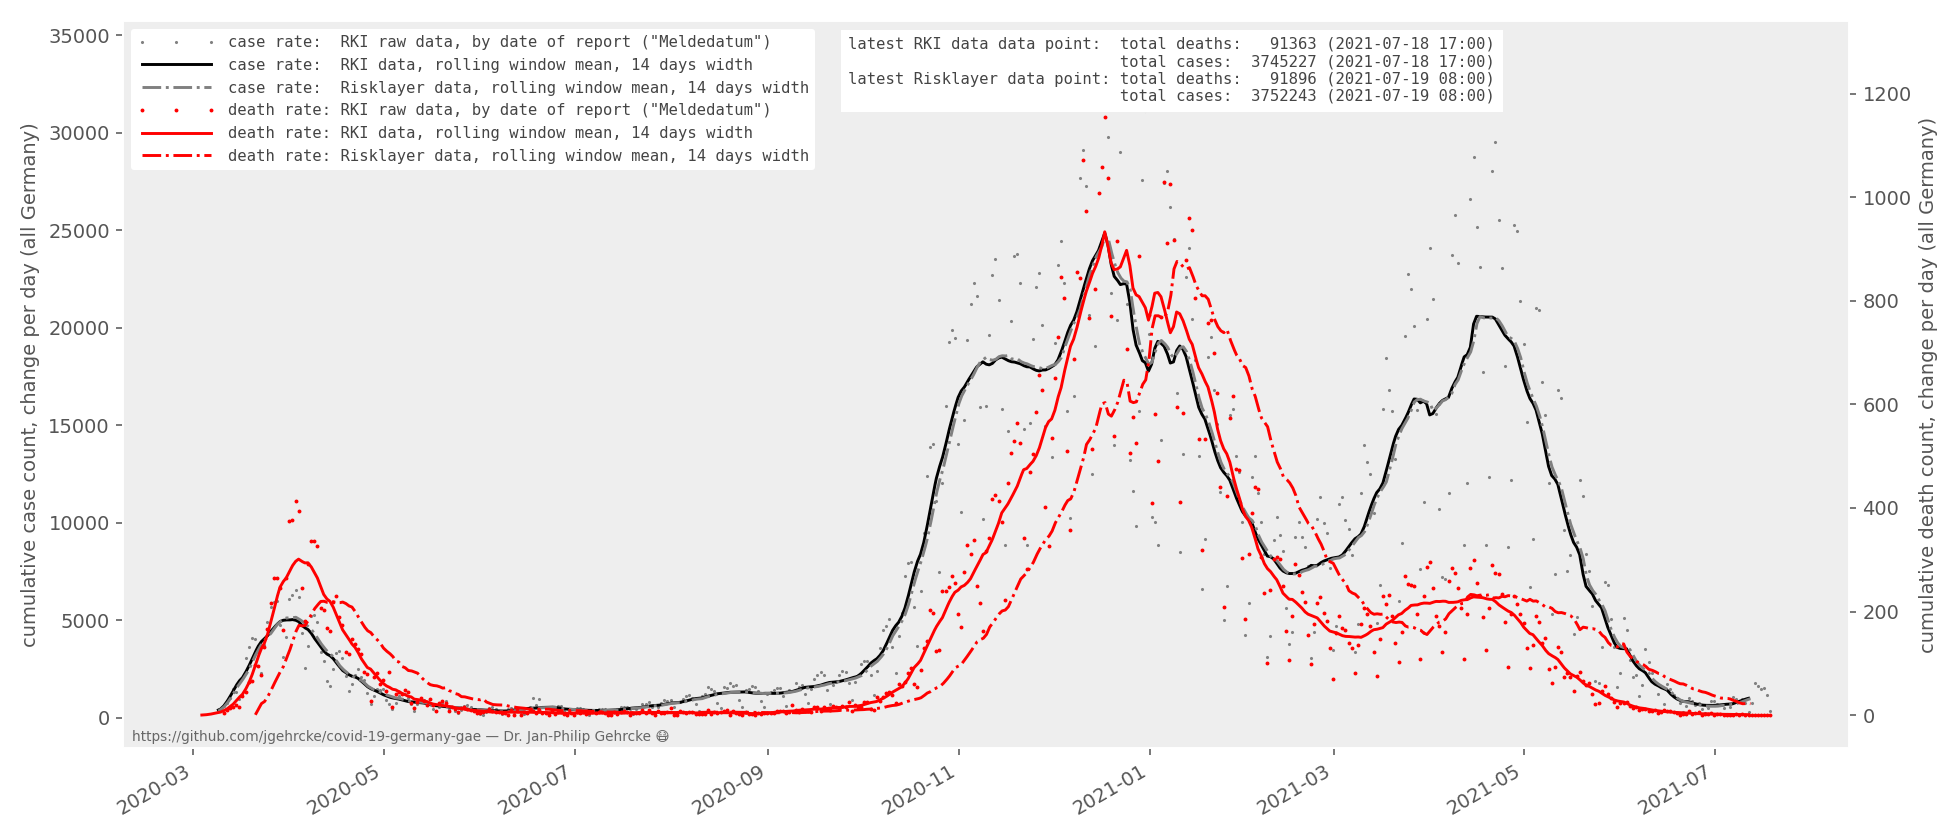 35000
30000
25000
20000
15000
10000
5000
0
cumulative case count, change per day (all Germany)
case rate:  RKI raw data, by date of report ("Meldedatum")
case rate:  RKI data, rolling window mean, 14 days width
case rate:  Risklayer data, rolling window mean, 14 days width
death rate: RKI raw data, by date of report ("Meldedatum")
death rate: RKI data, rolling window mean, 14 days width
death rate: Risklayer data, rolling window mean, 14 days width
latest RKI data data point:  total deaths:   91363 (2021-07-18 17:00)
total cases:  3745227 (2021-07-18 17:00)
latest Risklayer data point: total deaths:   91896 (2021-07-19 08:00)
total cases:  3752243 (2021-07-19 08:00)
1200
1000
800
600
400
200
0
cumulative death count, change per day (all Germany)
https://github.com/jgehrcke/covid-19-germany-gae — Dr. Jan-Philip Gehrcke 😷
2020-03
2020-05
2020-07
2020-09
2020-11
2021-01
2021-03
2021-05
2021-07